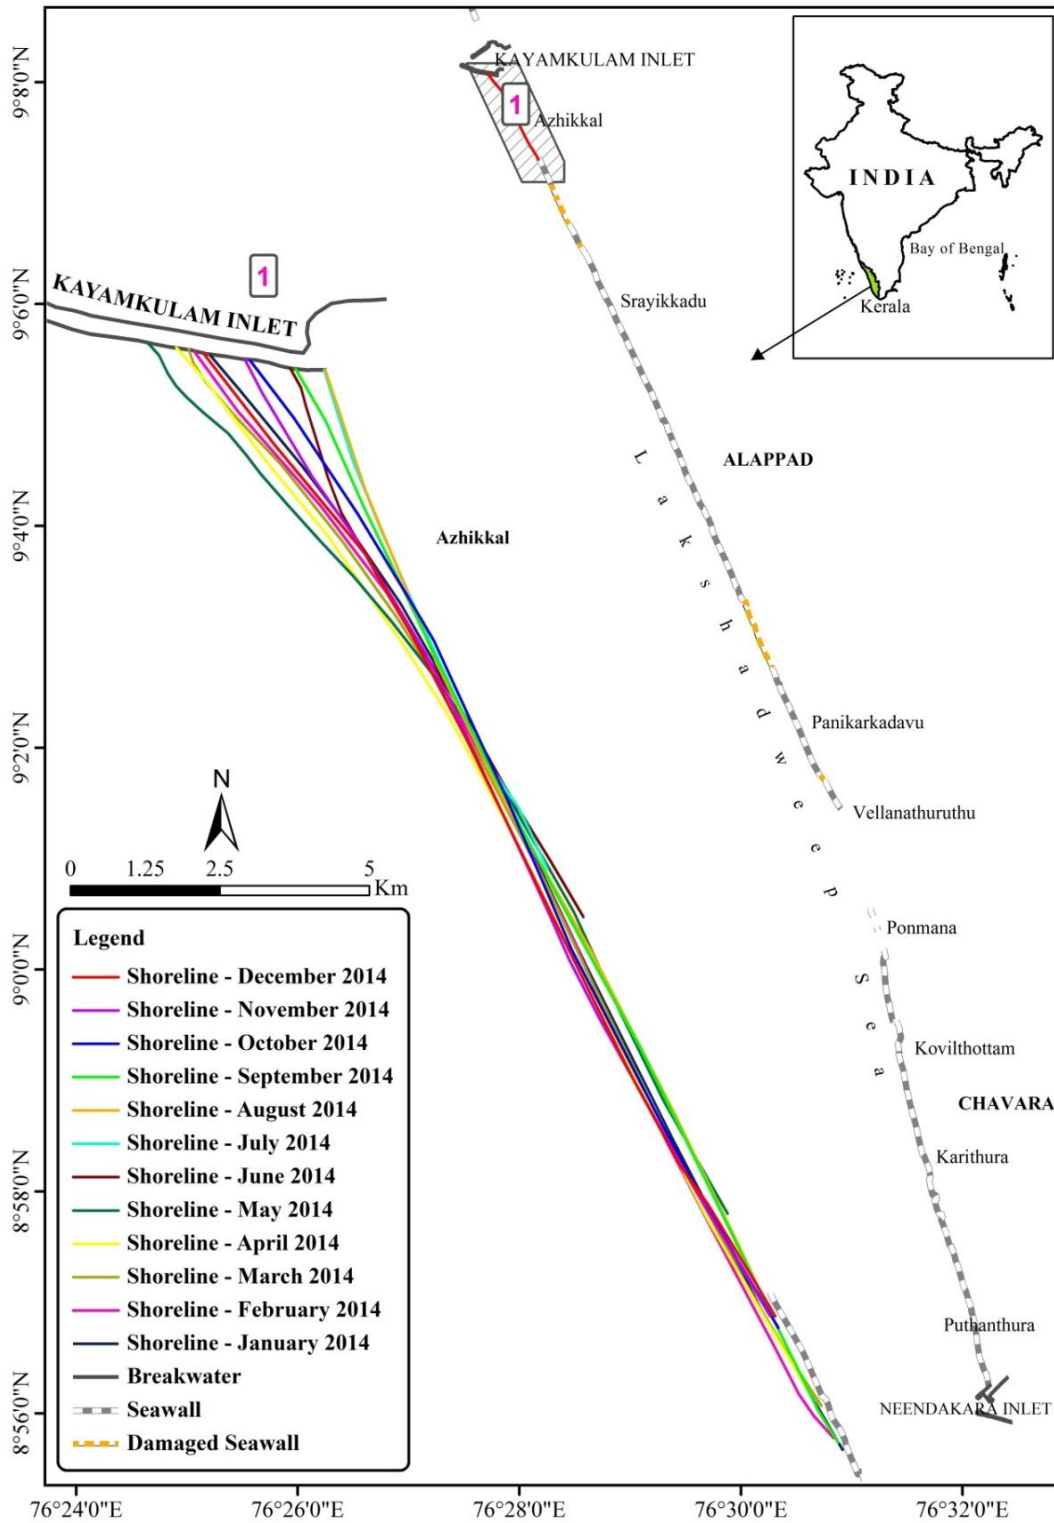 KAYAMKULAM INLET
1
Azhikkal
INDIA
Bay of Bengal
Kerala
1
KAYAMKULAM INLET
Srayikkadu
ALAPPAD
Azhikkal
Lakshadweep Sea
Panikarkadavu
Vellanathuruthu
Ponmana
Kovilthottam
CHAVARA
Karithura
Puthanthura
NEENDAKARA INLET
N
0 1.25 2.5 5
Km
Legend
Shoreline - December 2014
Shoreline - November 2014
Shoreline - October 2014
Shoreline - September 2014
Shoreline - August 2014
Shoreline - July 2014
Shoreline - June 2014
Shoreline - May 2014
Shoreline - April 2014
Shoreline - March 2014
Shoreline - February 2014
Shoreline - January 2014
Breakwater
Seawall
Damaged Seawall
9°8'0"N
9°6'0"N
9°4'0"N
9°2'0"N
9°0'0"N
8°58'0"N
8°56'0"N
76°24'0"E
76°26'0"E
76°28'0"E
76°30'0"E
76°32'0"E